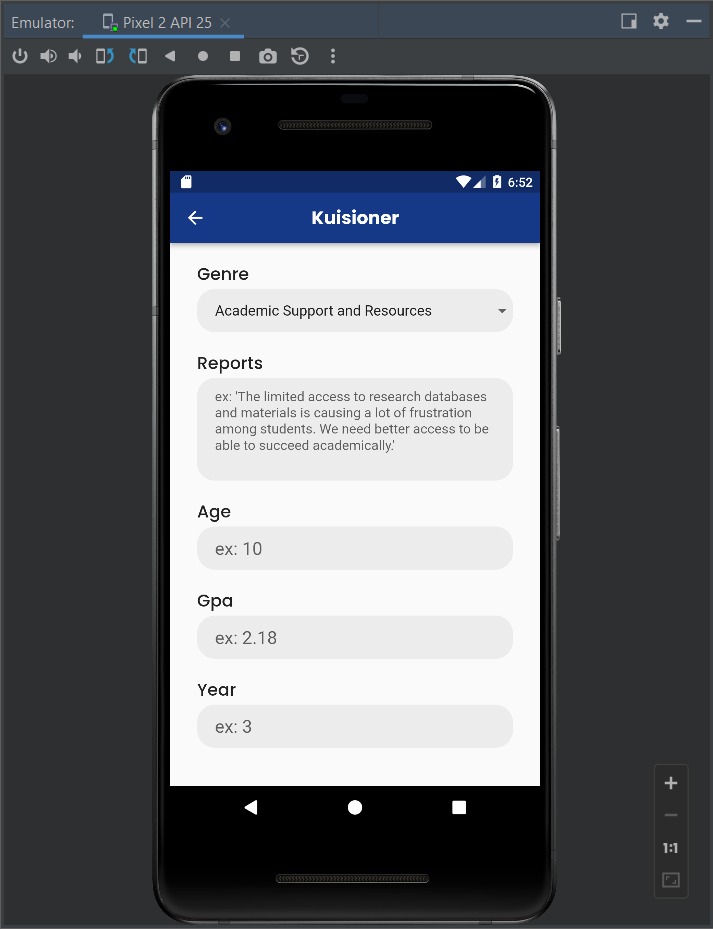 Emulator: Pixel 2 API 25
6:52
Kuisioner
Genre
Academic Support and Resources
Reports
ex: 'The limited access to research databases
and materials is causing a lot of frustration
among students. We need better access to be
able to succeed academically.'
Age
ex: 10
Gpa
ex: 2.18
Year
ex: 3
1:1